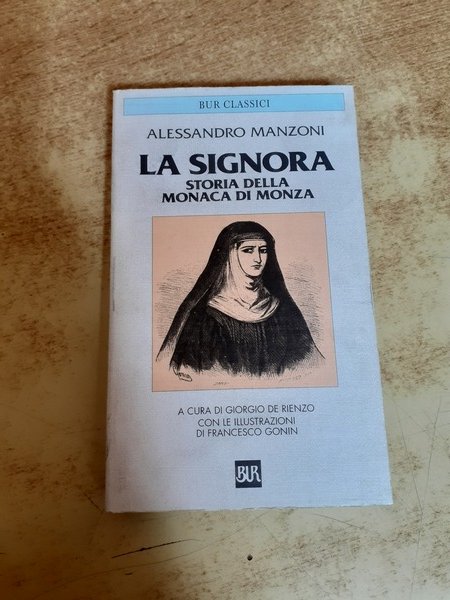 BUR CLASSICI
ALESSANDRO MANZONI
LA SIGNORA
STORIA DELLA
MONACA DI MONZA
A CURA DI GIORGIO DE RIENZO
CON LE ILLUSTRAZIONI
DI FRANCESCO GONIN
BUR